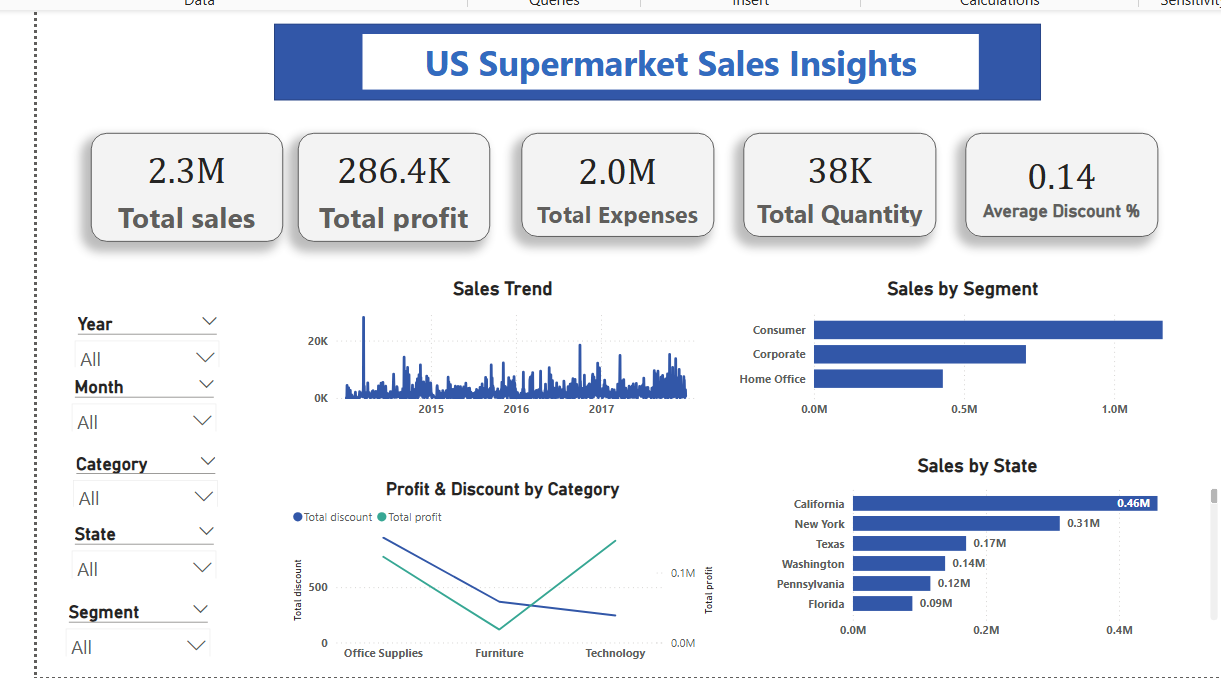 Data Queries Insert Calculations Sensitivity
US Supermarket Sales Insights
2.3M
Total sales
286.4K
Total profit
2.0M
Total Expenses
38K
Total Quantity
0.14
Average Discount %
Year
All
Month
All
Category
All
State
All
Segment
All
Sales Trend
20K
0K
2015 2016 2017
Sales by Segment
Consumer
Corporate
Home Office
0.0M 0.5M 1.0M
Profit & Discount by Category
Total discount Total profit
Total discount
500
0
0.1M
0.0M
Total profit
Office Supplies Furniture Technology
Sales by State
California 0.46M
New York 0.31M
Texas 0.17M
Washington 0.14M
Pennsylvania 0.12M
Florida 0.09M
0.0M 0.2M 0.4M